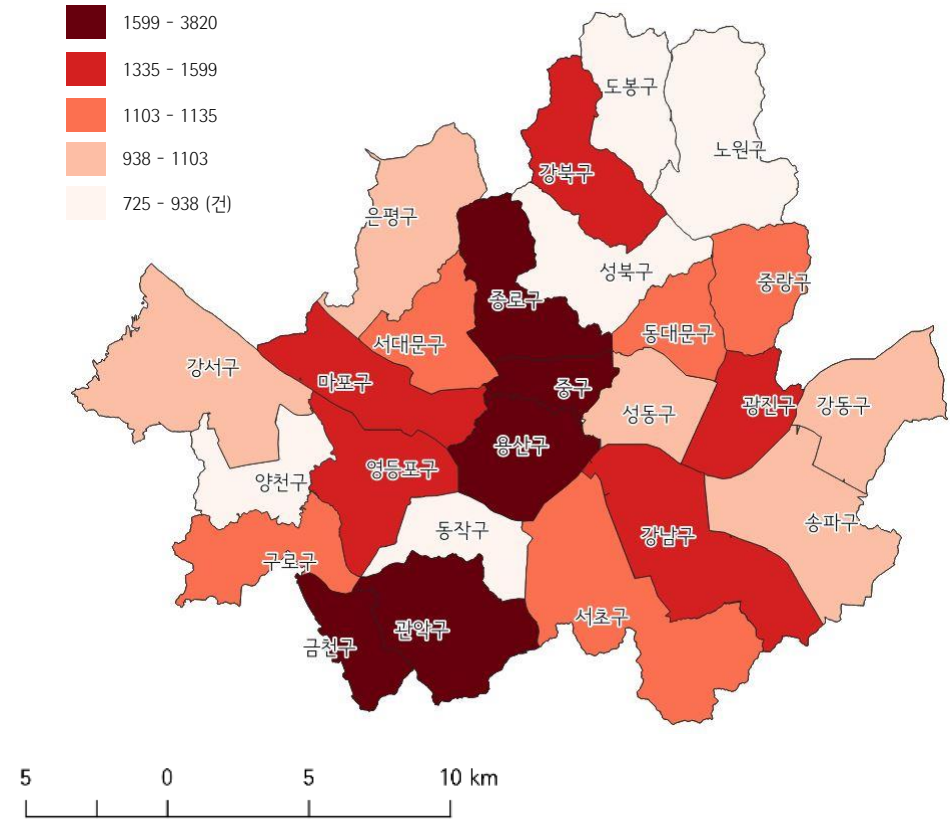 1599 - 3820
1335 - 1599
1103 - 1135
938 - 1103
725 - 938 (건)
도봉구
노원구
강북구
은평구
성북구
중랑구
종로구
동대문구
서대문구
강서구
마포구
중구
성동구
광진구
강동구
용산구
영등포구
양천구
송파구
동작구
강남구
구로구
서초구
관악구
금천구
5 0 5 10 km